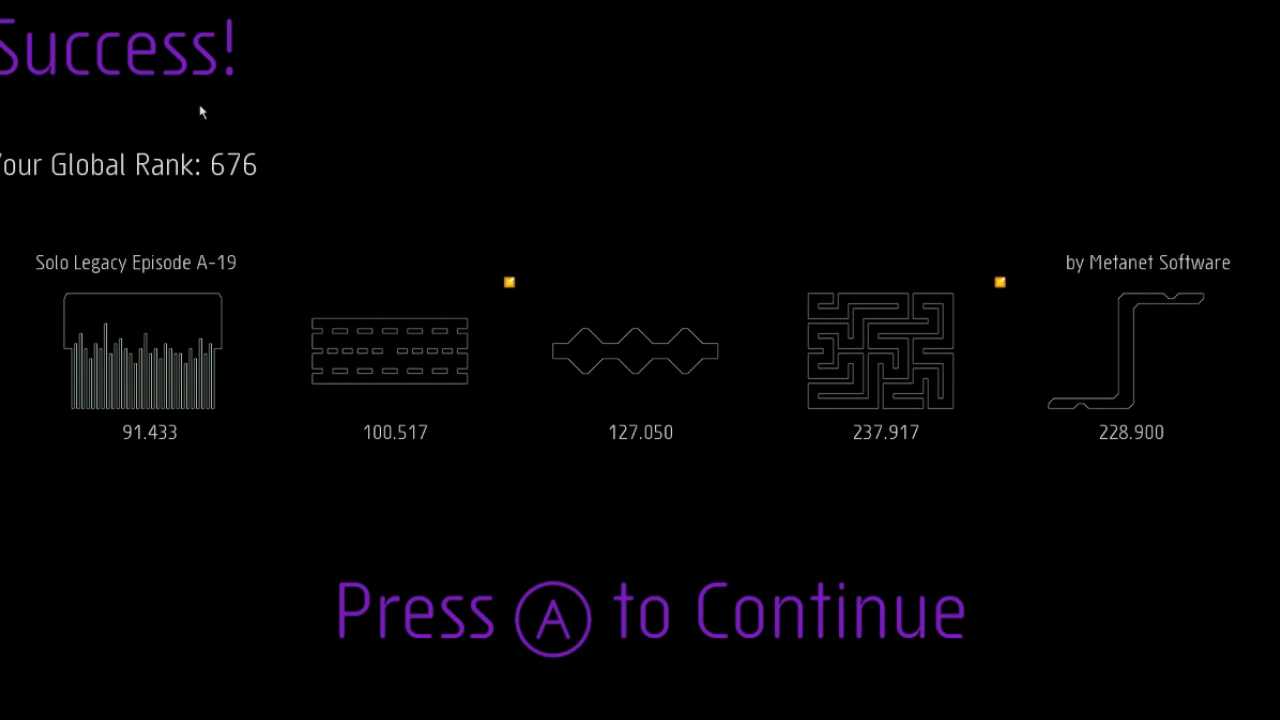 Success!
Your Global Rank: 676
Solo Legacy Episode A-19
by Metanet Software
91.433
100.517
127.050
237.917
228.900
Press A to Continue